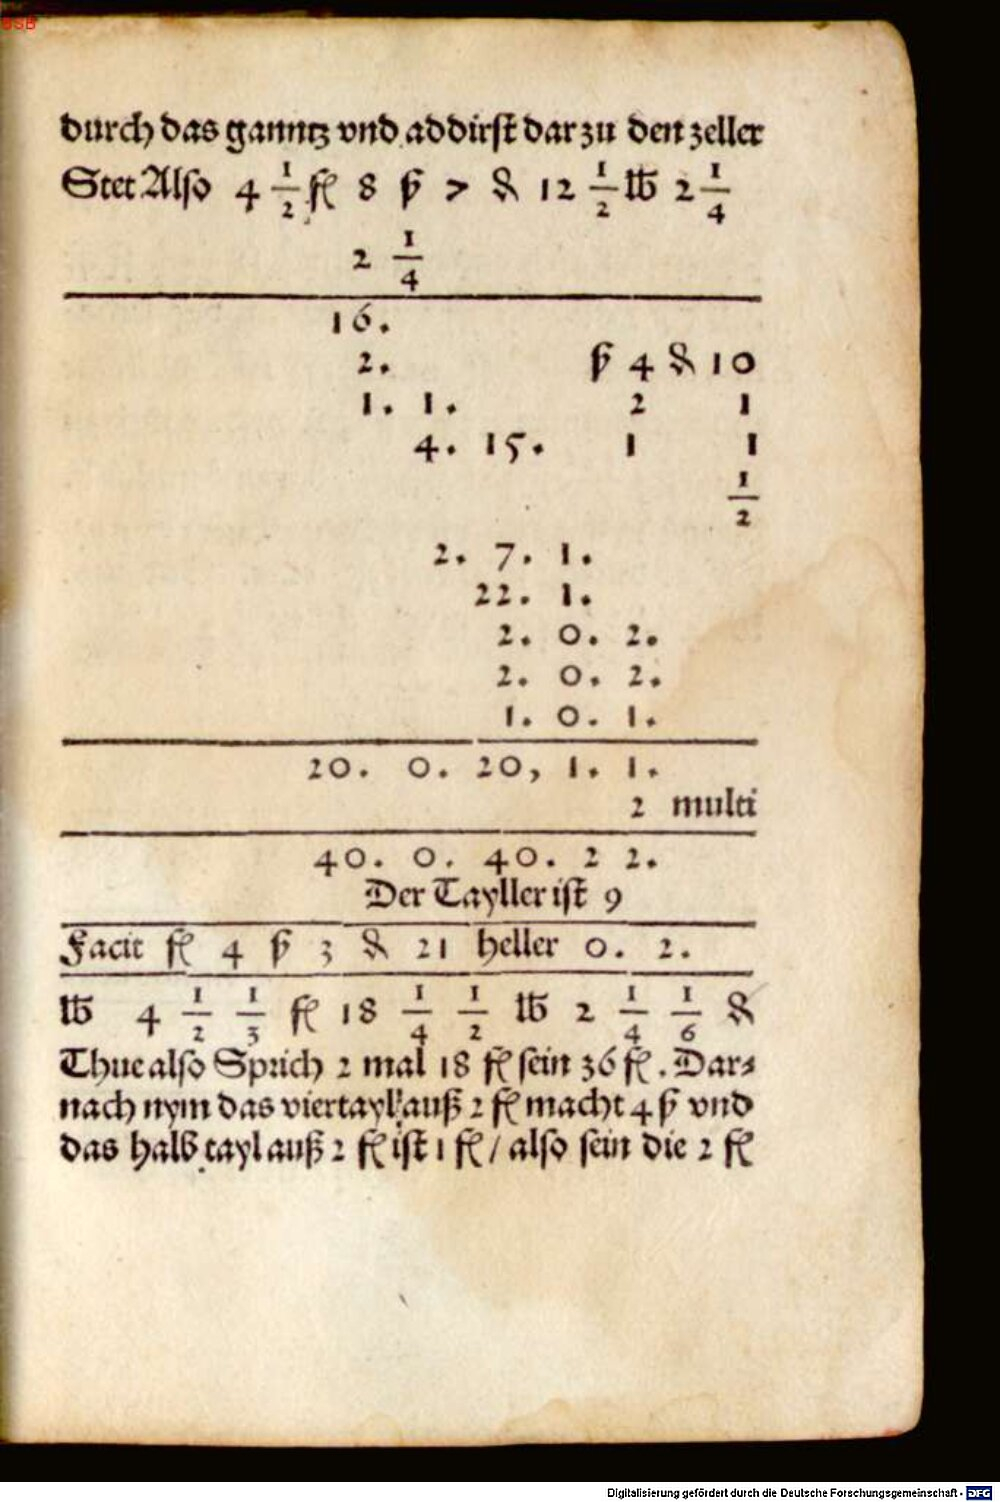 BSB
durch das ganntz vnd addirst dar zu den zeller
Stet Also 4 1/2 fl 8 ß 7 ₰ 12 1/2 lb 2 1/4
2 1/4
16.
2. ß 4 ₰ 10
1. 1. 2 1
4. 15. 1 1
1/2
2. 7. 1.
22. 1.
2. 0. 2.
2. 0. 2.
1. 0. 1.
20. 0. 20, 1. 1.
2 multi
40. 0. 40. 2 2.
Der Tayller ist 9
Facit fl 4 ß 3 ₰ 21 heller 0. 2.
lb 4 1/2 1/3 fl 18 1/4 1/2 lb 2 1/4 1/6 ₰
Thue also Sprich 2 mal 18 fl sein 36 fl. Dar⸗
nach nym das viertayl auß 2 fl macht 4 ß vnd
das halb tayl auß 2 fl ist 1 fl / also sein die 2 fl
Digitalisierung gefördert durch die Deutsche Forschungsgemeinschaft - DFG